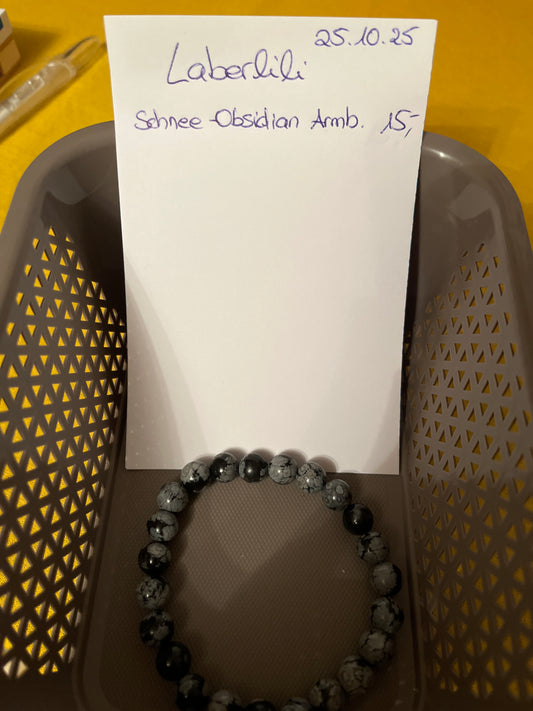 25.10.25
Laberlili
Schnee-Obsidian Armb. 15,-